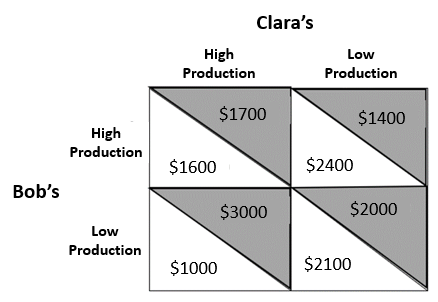 Clara's
High
Production
Low
Production
Bob's
High
Production
$1700
$1600
$1400
$2400
Low
Production
$3000
$1000
$2000
$2100